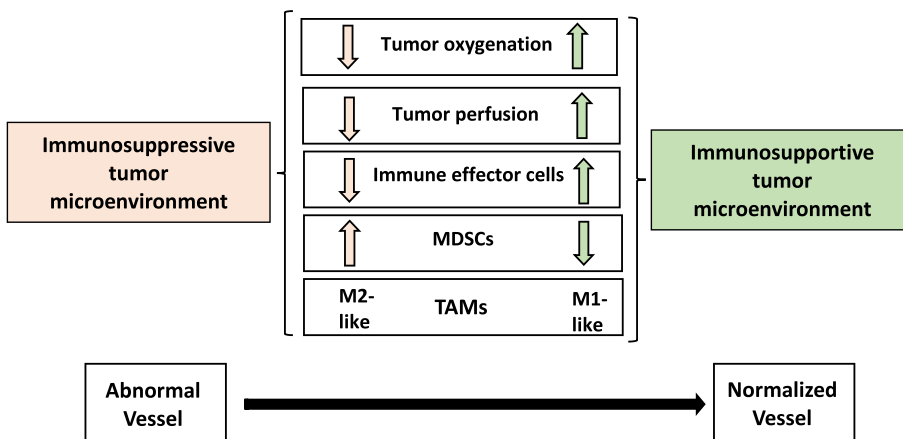 Tumor oxygenation
Tumor perfusion
Immune effector cells
MDSCs
M2-
like
TAMs
M1-
like
Immunosuppressive
tumor
microenvironment
Immunosupportive
tumor
microenvironment
Abnormal
Vessel
Normalized
Vessel